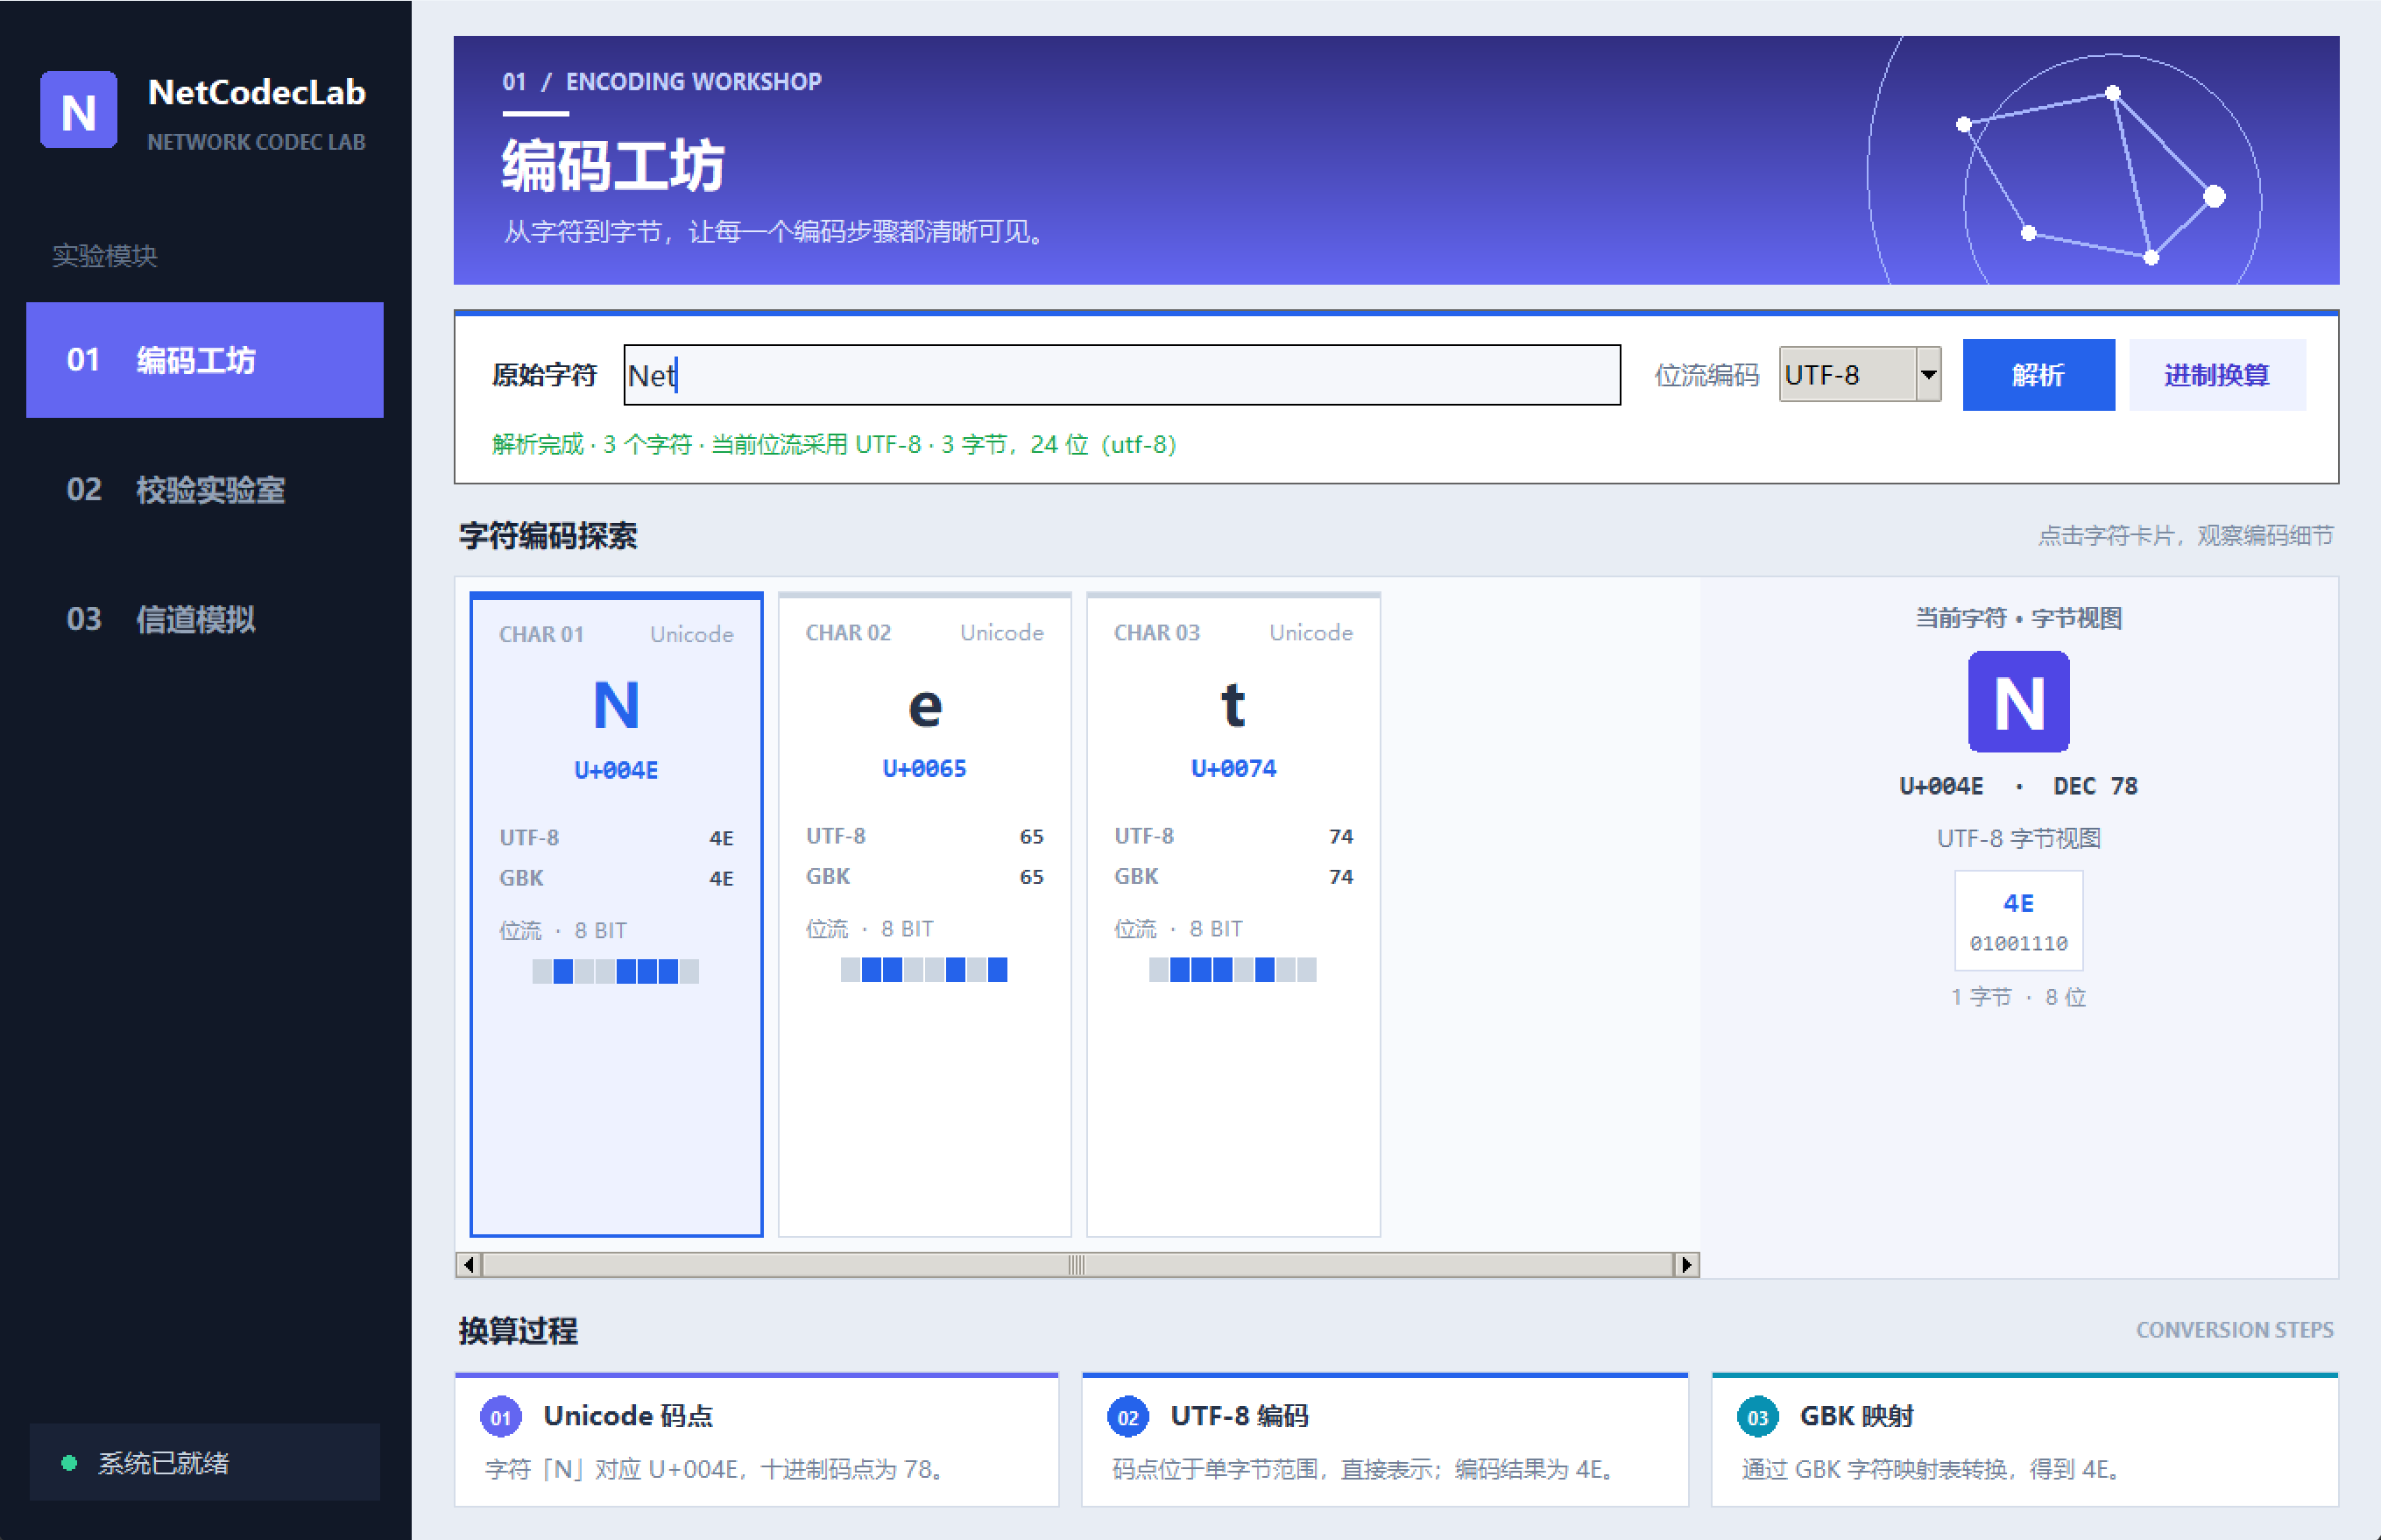 N
NetCodecLab
NETWORK CODEC LAB
实验模块
01 编码工坊
02 校验实验室
03 信道模拟
系统已就绪
01 / ENCODING WORKSHOP
编码工坊
从字符到字节，让每一个编码步骤都清晰可见。
原始字符 Net 位流编码 UTF-8 解析 进制换算
解析完成 · 3 个字符 · 当前位流采用 UTF-8 · 3 字节，24 位（utf-8）
字符编码探索 点击字符卡片，观察编码细节
CHAR 01 Unicode
N
U+004E
UTF-8 4E
GBK 4E
位流 · 8 BIT
CHAR 02 Unicode
e
U+0065
UTF-8 65
GBK 65
位流 · 8 BIT
CHAR 03 Unicode
t
U+0074
UTF-8 74
GBK 74
位流 · 8 BIT
当前字符 • 字节视图
N
U+004E · DEC 78
UTF-8 字节视图
4E
01001110
1 字节 · 8 位
换算过程 CONVERSION STEPS
01 Unicode 码点
字符「N」对应 U+004E，十进制码点为 78。
02 UTF-8 编码
码点位于单字节范围，直接表示；编码结果为 4E。
03 GBK 映射
通过 GBK 字符映射表转换，得到 4E。